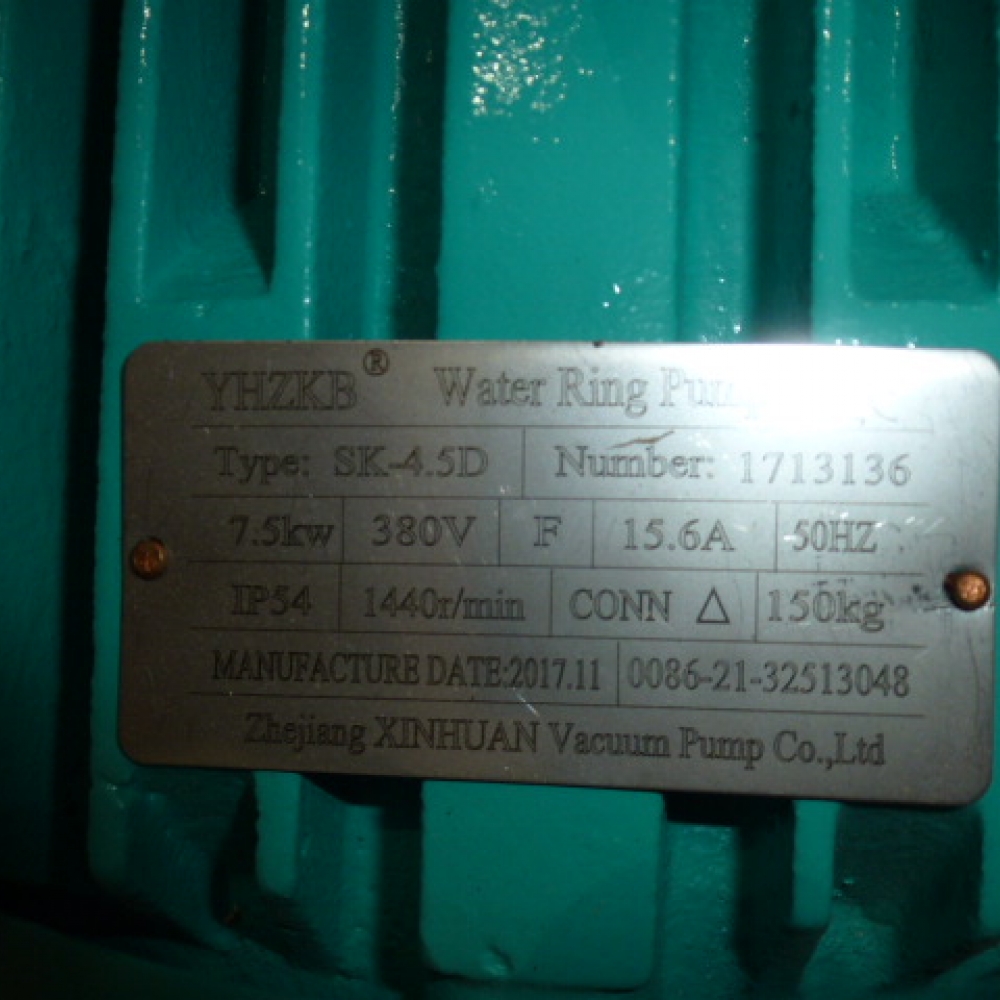 YHZKB® Water Ring
Type: SK-4.5D Number: 1713136
7.5kw 380V F 15.6A 50HZ
IP54 1440r/min CONN △ 150kg
MANUFACTURE DATE:2017.11 0086-21-32513048
Zhejiang XINHUAN Vacuum Pump Co.,Ltd